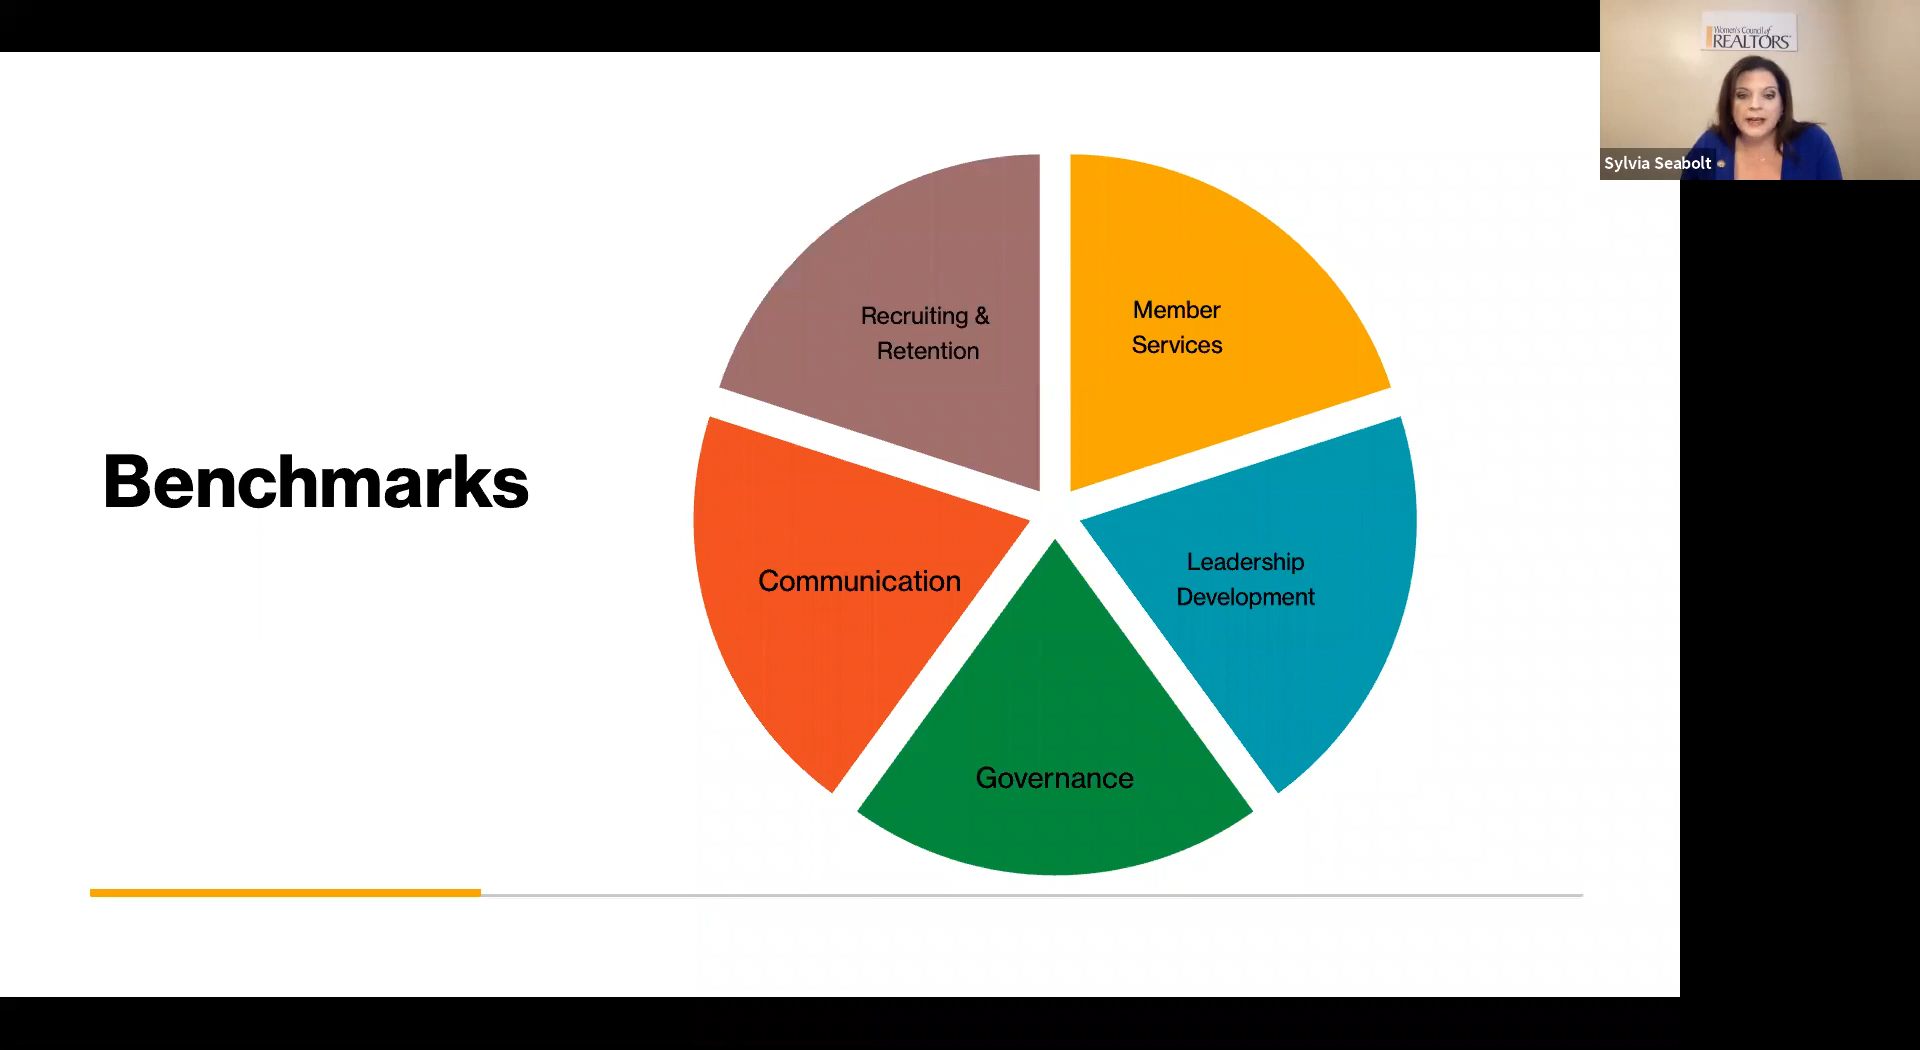 Women's Council of
REALTORS
Sylvia Seabolt
Recruiting &
Retention
Member
Services
Benchmarks
Communication
Leadership
Development
Governance